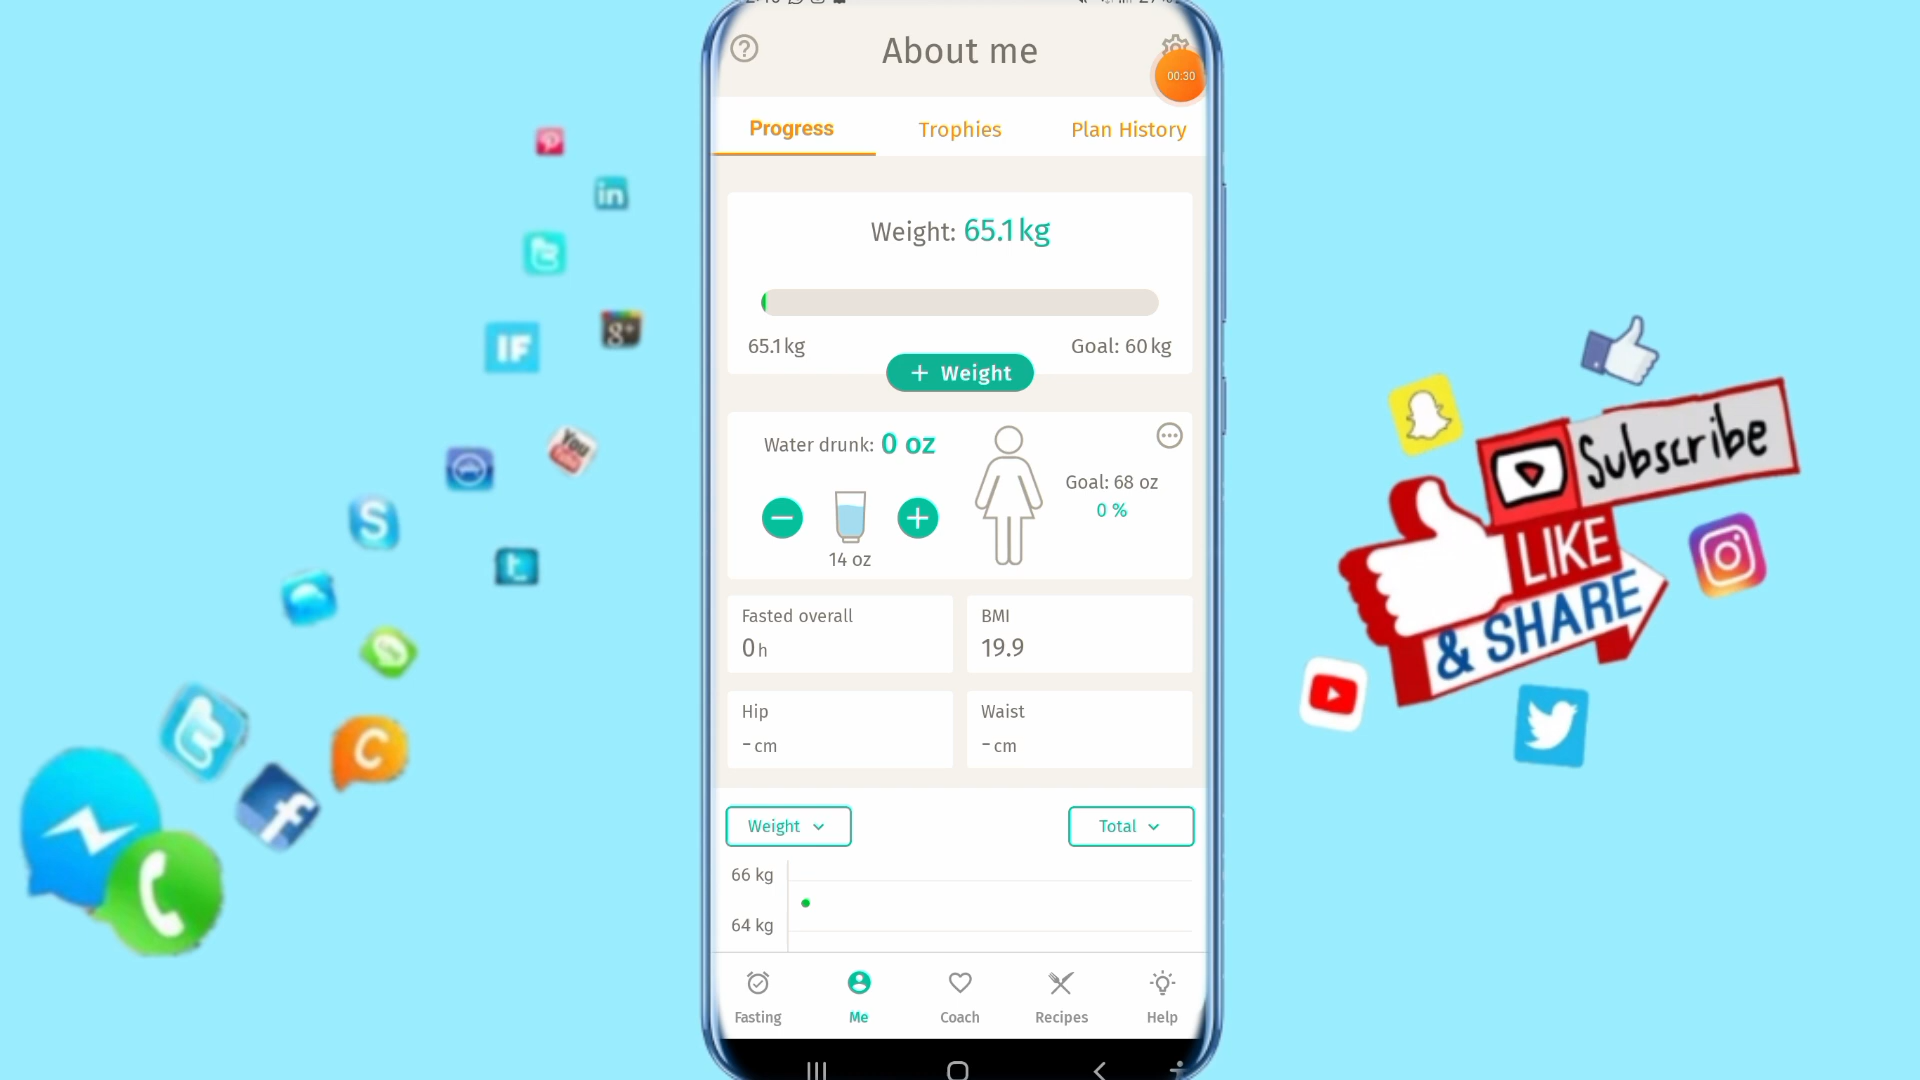 About me
00:30
Progress
Trophies
Plan History
Weight: 65.1 kg
65.1 kg
Goal: 60 kg
+ Weight
Water drunk: 0 oz
Goal: 68 oz
0 %
14 oz
Fasted overall
0 h
BMI
19.9
Hip
- cm
Waist
- cm
Weight
Total
66 kg
64 kg
Fasting
Me
Coach
Recipes
Help
in
IF
g+
You
S
C
f
Subscribe
LIKE
& SHARE